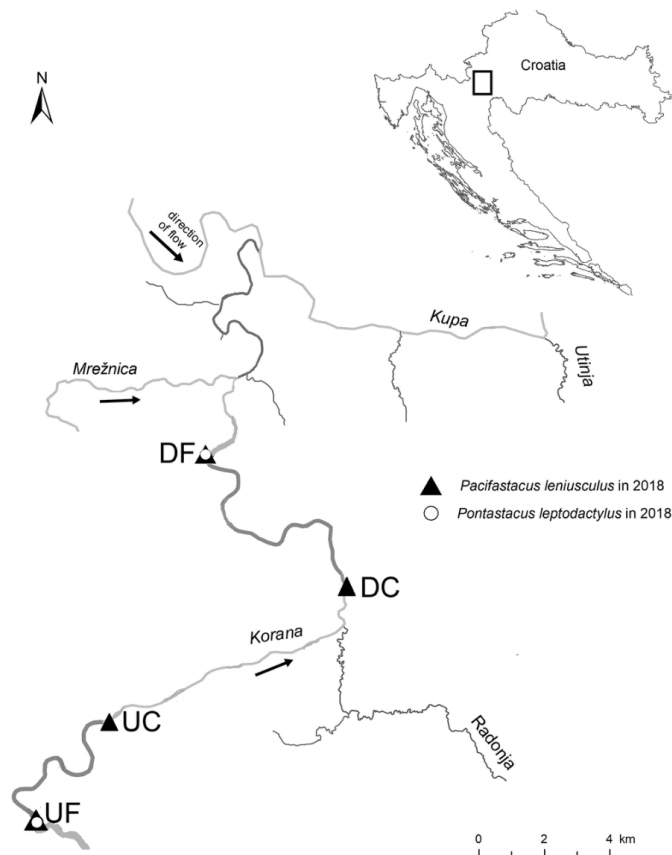 Croatia
N
direction
of flow
Kupa
Utinja
Mrežnica
DF
Pacifastacus leniusculus in 2018
Pontastacus leptodactylus in 2018
DC
Korana
UC
Radonja
UF
0 2 4 km